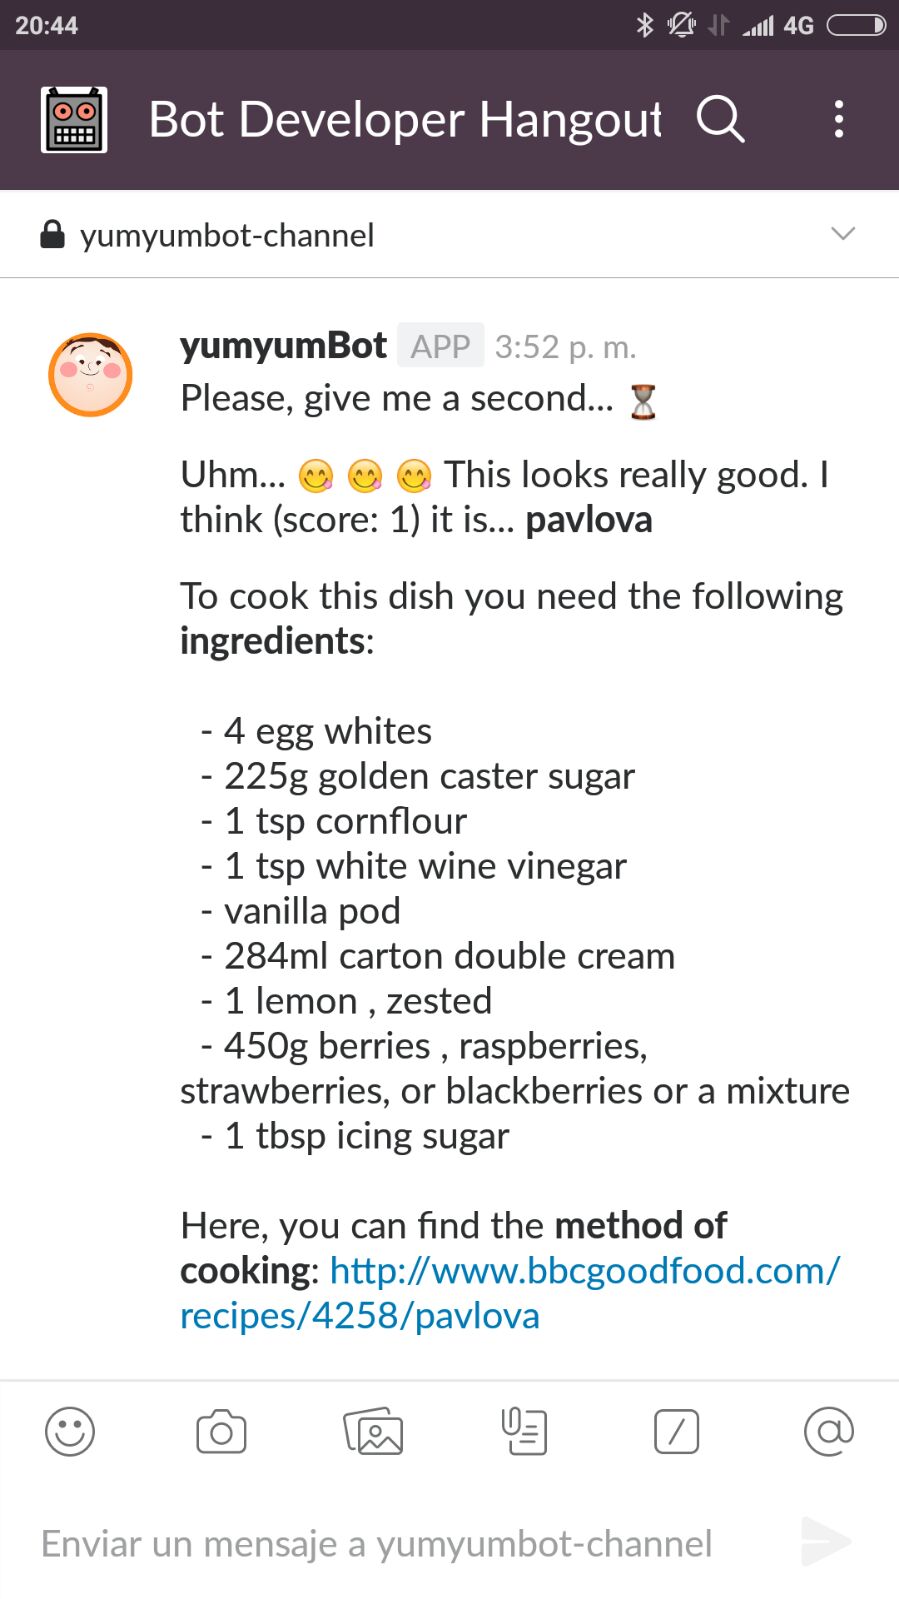 20:44
4G
Bot Developer Hangout
yumyumbot-channel
yumyumBot APP 3:52 p. m.
Please, give me a second... ⏳
Uhm... 😋 😋 😋 This looks really good. I
think (score: 1) it is... pavlova
To cook this dish you need the following
ingredients:
- 4 egg whites
- 225g golden caster sugar
- 1 tsp cornflour
- 1 tsp white wine vinegar
- vanilla pod
- 284ml carton double cream
- 1 lemon , zested
- 450g berries , raspberries,
strawberries, or blackberries or a mixture
- 1 tbsp icing sugar
Here, you can find the method of
cooking: http://www.bbcgoodfood.com/
recipes/4258/pavlova
Enviar un mensaje a yumyumbot-channel